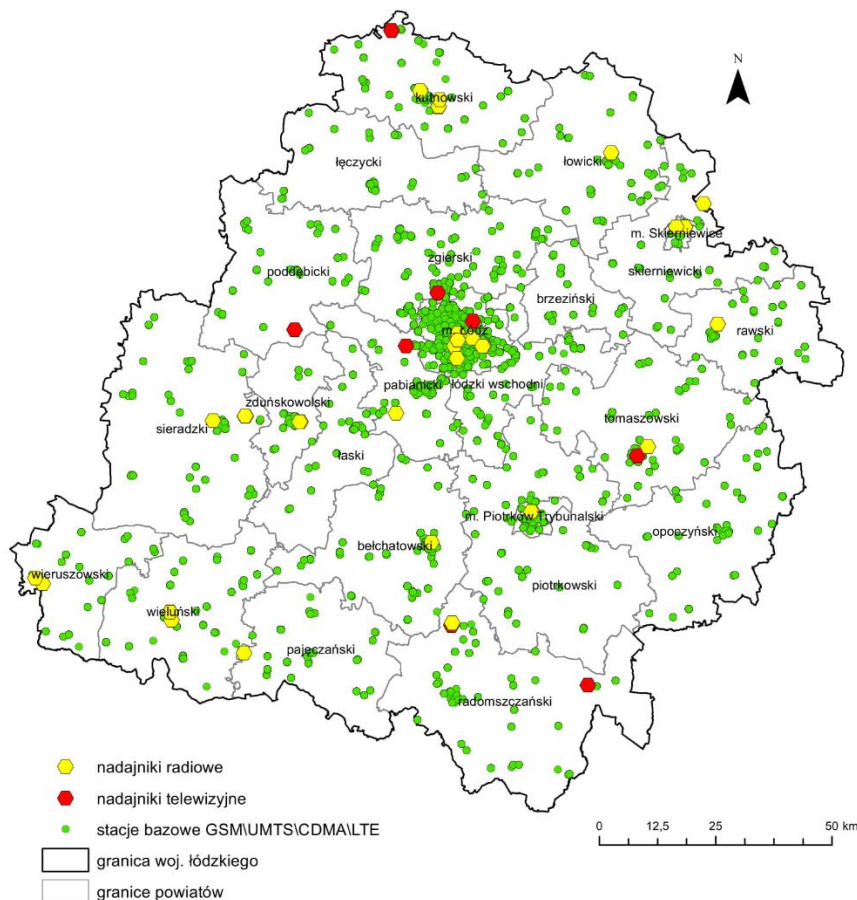 N
kutnowski
łęczycki
łowicki
m. Skierniewice
zgierski
poddębicki
skierniewicki
brzeziński
rawski
m. Łódź
pabianicki
łódzki wschodni
zduńskowolski
sieradzki
tomaszowski
łaski
m. Piotrków Trybunalski
opoczyński
bełchatowski
wieruszowski
piotrkowski
wieluński
pajęczański
radomszczański
nadajniki radiowe
nadajniki telewizyjne
stacje bazowe GSM\UMTS\CDMA\LTE
granica woj. łódzkiego
granice powiatów
0 12,5 25 50 km